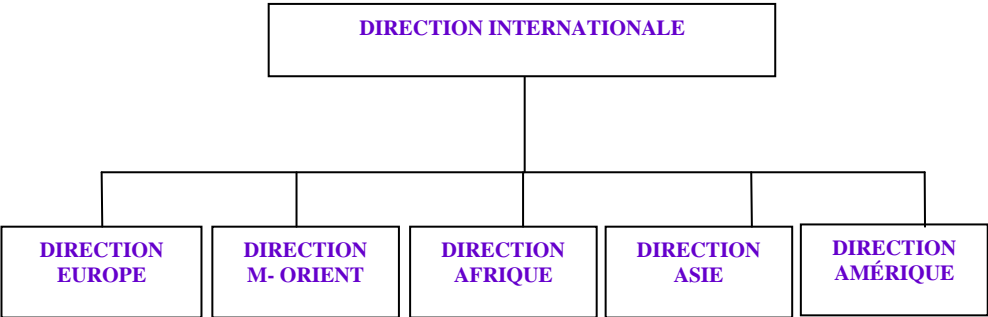 DIRECTION INTERNATIONALE
DIRECTION
EUROPE
DIRECTION
M- ORIENT
DIRECTION
AFRIQUE
DIRECTION
ASIE
DIRECTION
AMÉRIQUE